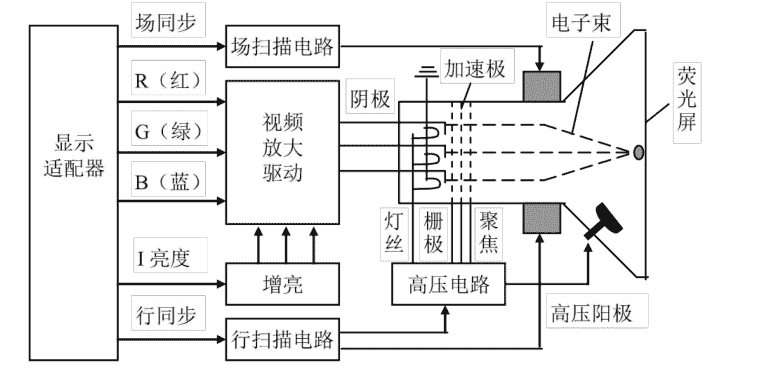 场同步
场扫描电路
电子束
加速极
荧光屏
R（红）
阴极
视频
放大
驱动
G（绿）
显示
适配器
B（蓝）
灯丝
栅极
聚焦
I 亮度
增亮
高压电路
高压阳极
行同步
行扫描电路